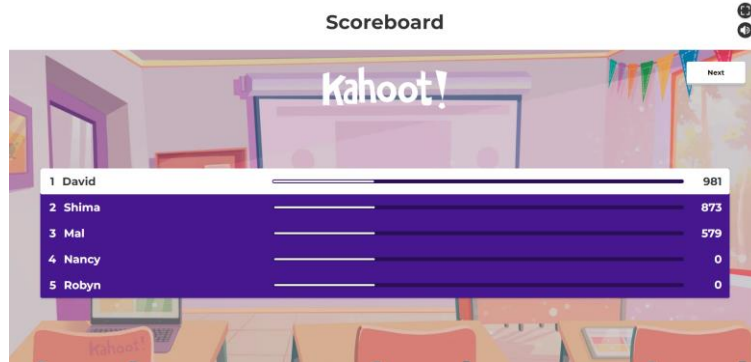 Scoreboard
Kahoot!
Next
1 David 981
2 Shima 873
3 Mal 579
4 Nancy 0
5 Robyn 0
Kahoot!